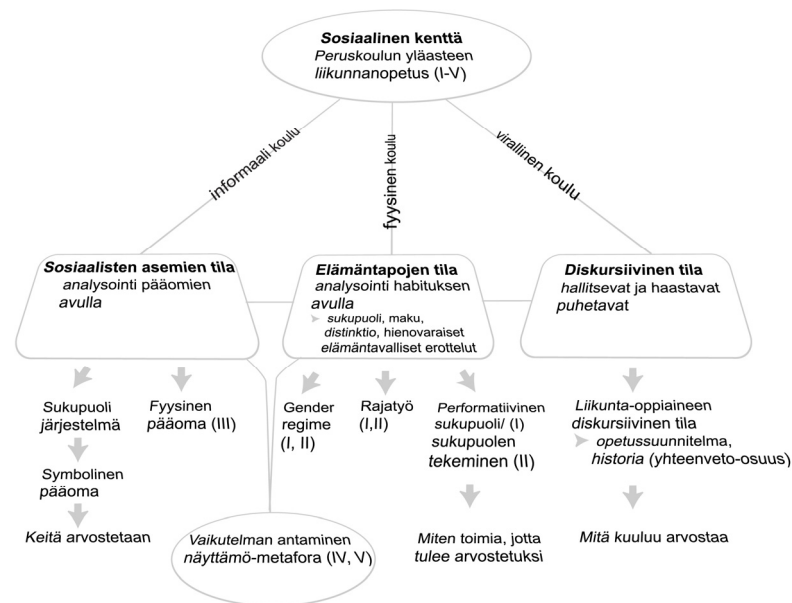 Sosiaalinen kenttä
Peruskoulun yläasteen
liikunnanopetus (I-V)
informaali koulu
fyysinen koulu
virallinen koulu
Sosiaalisten asemien tila
analysointi pääomien
avulla
Elämäntapojen tila
analysointi habituksen
avulla
➤ sukupuoli, maku,
distinktio, hienovaraiset
elämäntavalliset erottelut
Diskursiivinen tila
hallitsevat ja haastavat
puhetavat
Sukupuoli
järjestelmä
Symbolinen
pääoma
Keitä arvostetaan
Fyysinen
pääoma (III)
Vaikutelman antaminen
näyttämö-metafora (IV, V)
Gender
regime
(I, II)
Rajatyö
(I,II)
Performatiivinen
sukupuoli/ (I)
sukupuolen
tekeminen (II)
Miten toimia, jotta
tulee arvostetuksi
Liikunta-oppiaineen
diskursiivinen tila
➤ opetussuunnitelma,
historia (yhteenveto-osuus)
Mitä kuuluu arvostaa